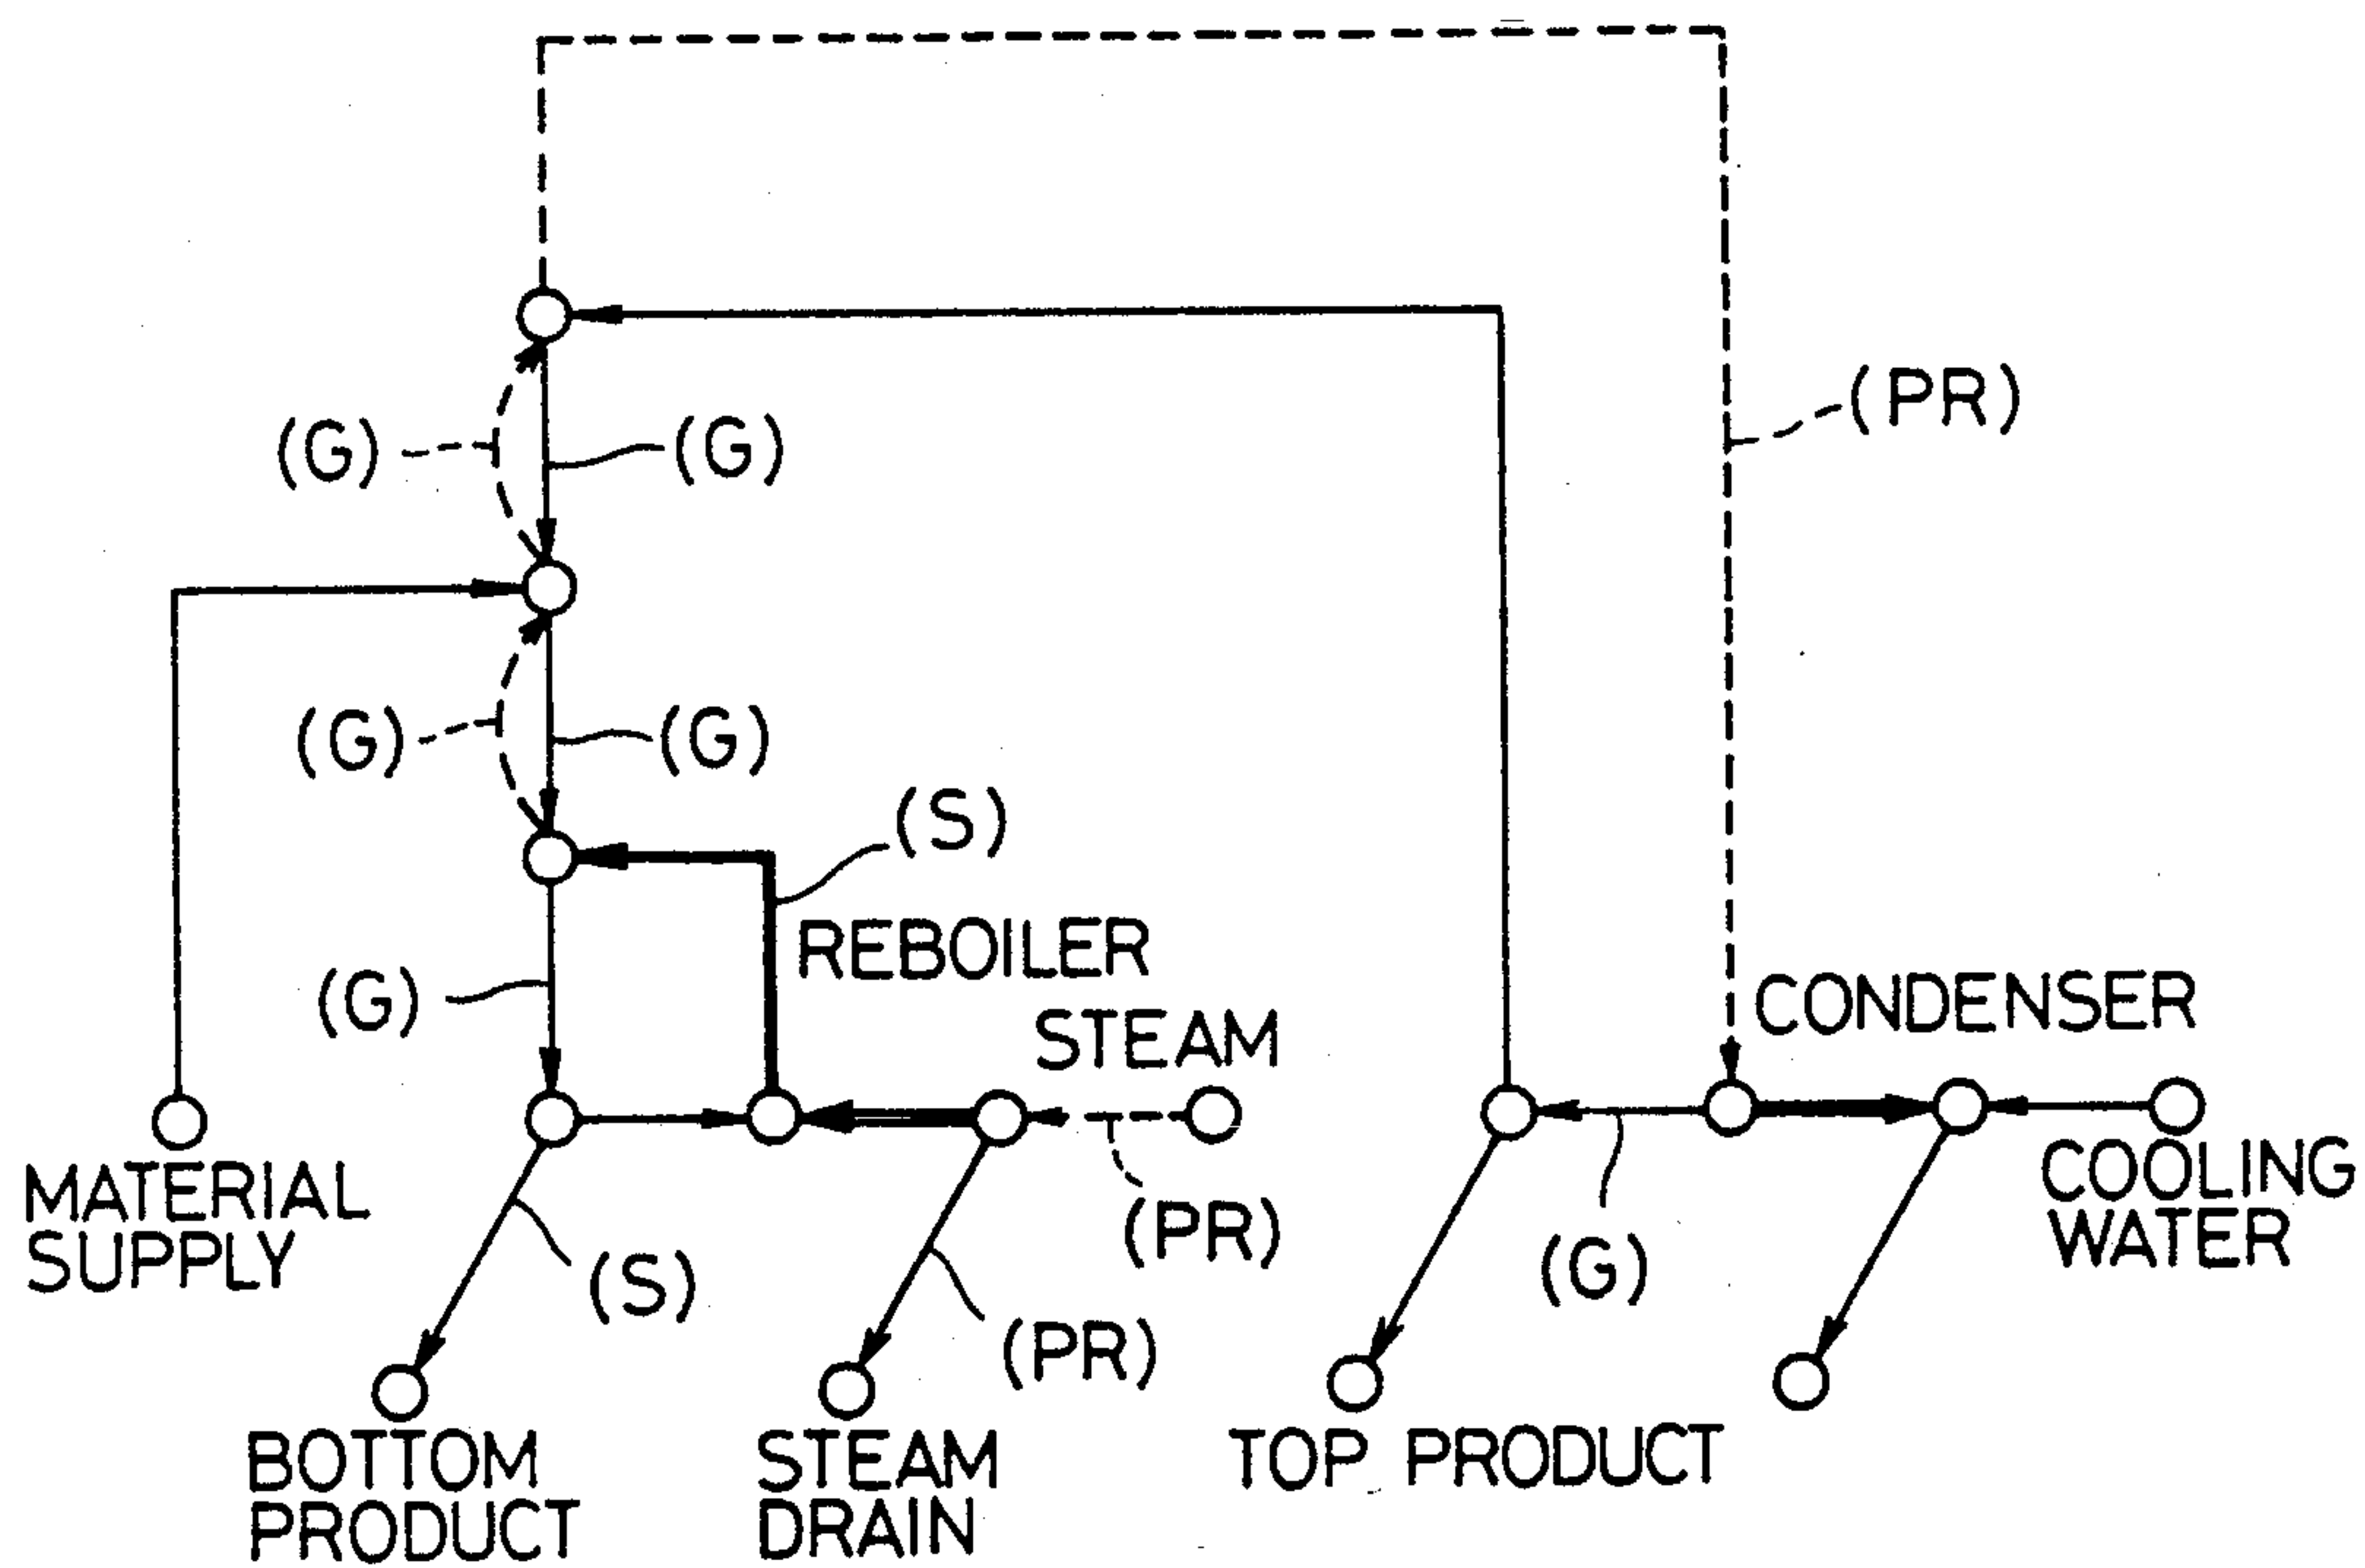 (PR)
(G)
(G)
(G)
(G)
(S)
REBOILER
(G)
CONDENSER
STEAM
MATERIAL
SUPPLY
COOLING
WATER
(PR)
(G)
(S)
(PR)
BOTTOM
PRODUCT
STEAM
DRAIN
TOP PRODUCT